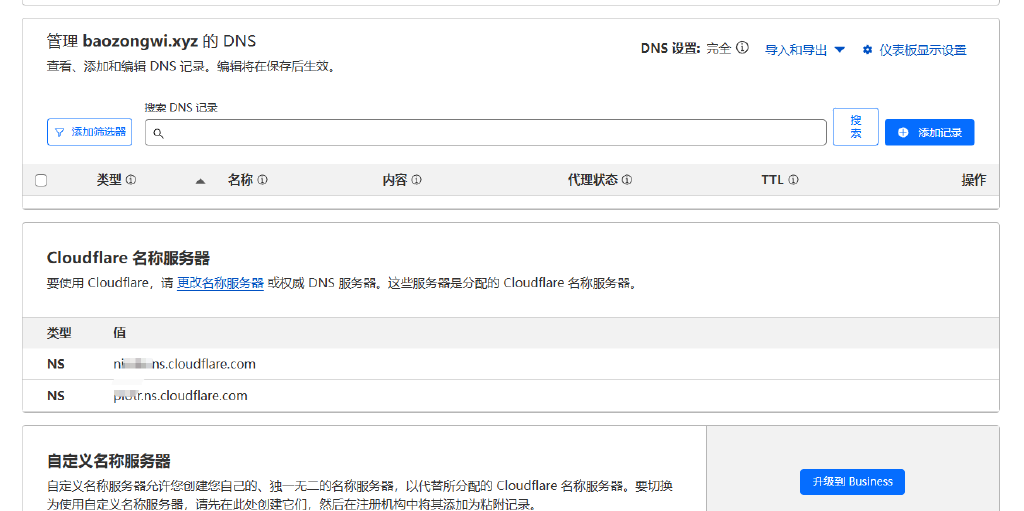 管理 baozongwi.xyz 的 DNS
DNS 设置: 完全
导入和导出
仪表板显示设置
查看、添加和编辑 DNS 记录。编辑将在保存后生效。
搜索 DNS 记录
添加筛选器
搜
索
添加记录
类型 名称 内容 代理状态 TTL 操作
Cloudflare 名称服务器
要使用 Cloudflare，请 更改名称服务器 或权威 DNS 服务器。这些服务器是分配的 Cloudflare 名称服务器。
类型 值
NS .ns.cloudflare.com
NS .ns.cloudflare.com
自定义名称服务器
自定义名称服务器允许您创建您自己的、独一无二的名称服务器，以代替所分配的 Cloudflare 名称服务器。要切换
为使用自定义名称服务器，请先在此处创建它们，然后在注册机构中将其添加为粘附记录。
升级到 Business